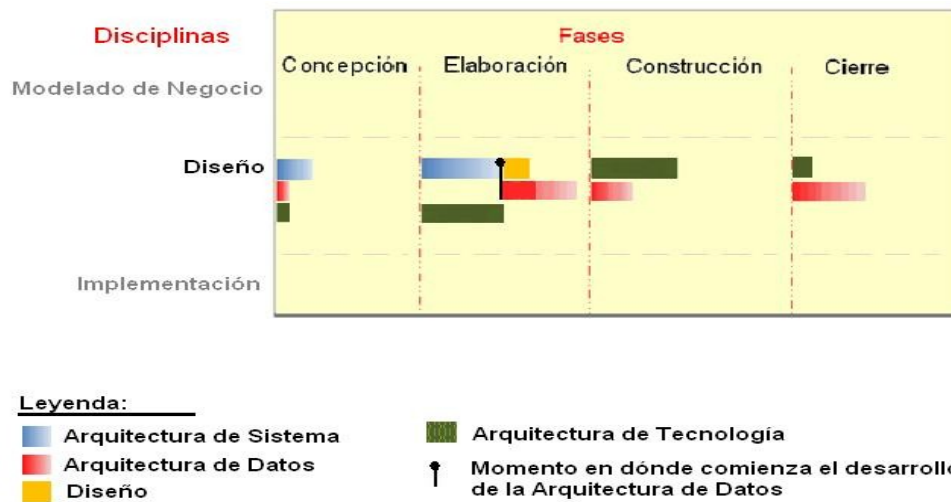 Disciplinas
Fases
Concepción
Elaboración
Construcción
Cierre
Modelado de Negocio
Diseño
Implementación
Leyenda:
Arquitectura de Sistema
Arquitectura de Datos
Diseño
Arquitectura de Tecnología
Momento en dónde comienza el desarroll
de la Arquitectura de Datos